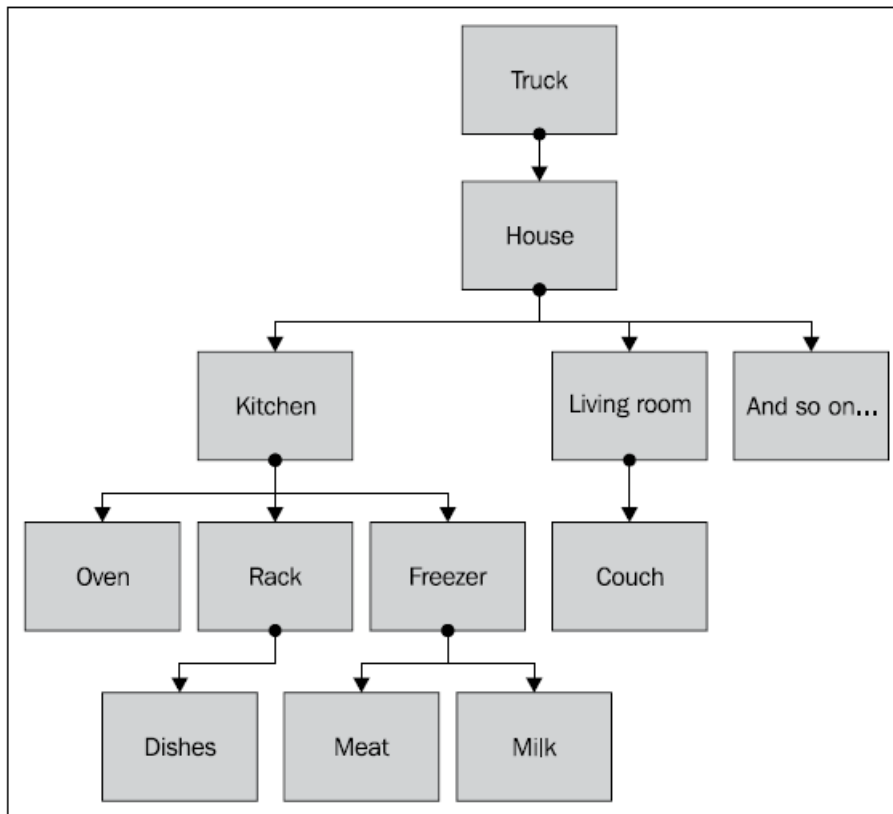 Truck
House
Kitchen
Living room
And so on...
Oven
Rack
Freezer
Couch
Dishes
Meat
Milk